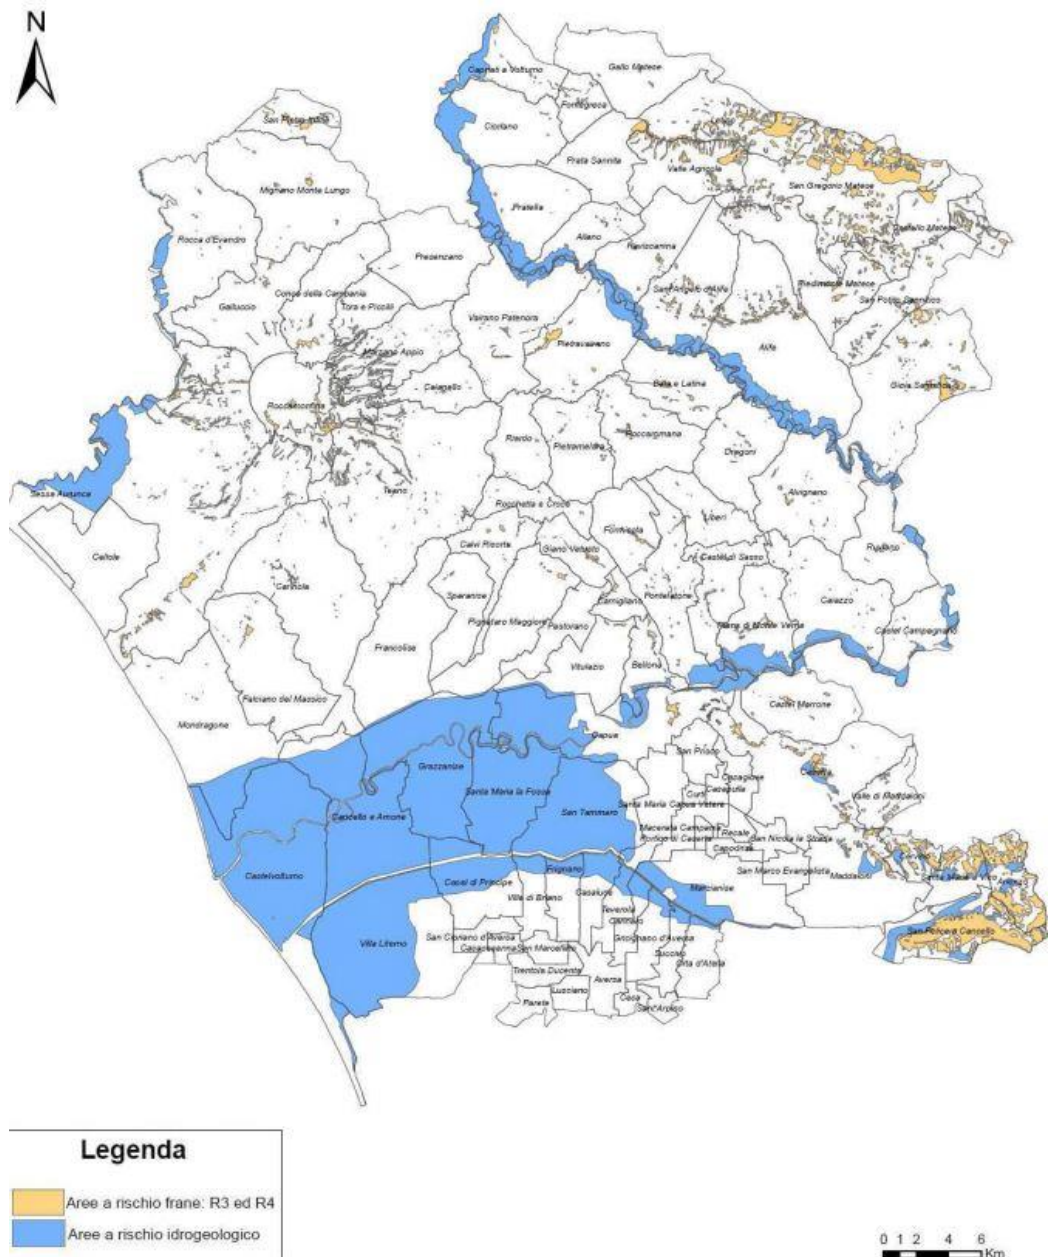 N
Capriati a Volturno
Gallo Matese
Fontegreca
San Pietro Infine
Ciorlano
Prata Sannita
Valle Agricola
Mignano Monte Lungo
San Gregorio Matese
Pratella
Rocca d'Evandro
Ailano
Raviscanina
Castello Matese
Presenzano
Conca della Campania
Sant'Angelo d'Alife
Piedimonte Matese
Galluccio
Tora e Piccilli
San Potito Sannitico
Vairano Patenora
Pietravairano
Alife
Marzano Appio
Caianello
Baia e Latina
Gioia Sannitica
Roccamonfina
Riardo
Pietramelara
Roccaromana
Dragoni
Sessa Aurunca
Teano
Alvignano
Rocchetta e Croce
Liberi
Cellole
Calvi Risorta
Giano Vetusto
Formicola
Castel di Sasso
Ruviano
Carinola
Sparanise
Camigliano
Pontelatone
Caiazzo
Pignataro Maggiore
Pastorano
Piana di Monte Verna
Castel Campagnano
Francolise
Vitulazio
Bellona
Falciano del Massico
Castel Morrone
Mondragone
Capua
San Prisco
Grazzanise
Casagiove
Caserta
Casapulla
Curti
Santa Maria la Fossa
Valle di Maddaloni
Santa Maria Capua Vetere
San Tammaro
Cancello e Arnone
Macerata Campania
Portico di Caserta
Recale
San Nicola la Strada
Capodrise
Cervino
San Marco Evangelista
Maddaloni
Castelvolturno
Frignano
Casal di Principe
Marcianise
Villa di Briano
Casaluce
Teverola
Carinaro
Villa Literno
San Cipriano d'Aversa
Gricignano d'Aversa
San Felice a Cancello
Casapesenna
San Marcellino
Succivo
Orta d'Atella
Trentola Ducenta
Aversa
Lusciano
Parete
Cesa
Sant'Arpino
Legenda
Aree a rischio frane: R3 ed R4
Aree a rischio idrogeologico
0 1 2 4 6
Km